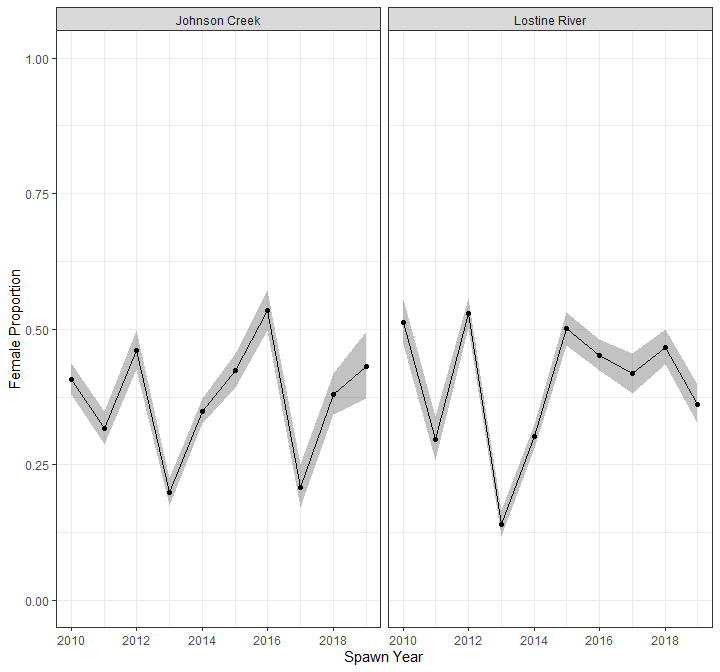 Johnson Creek Lostine River
1.00
0.75
0.50
0.25
0.00
Female Proportion
2010 2012 2014 2016 2018 2010 2012 2014 2016 2018
Spawn Year